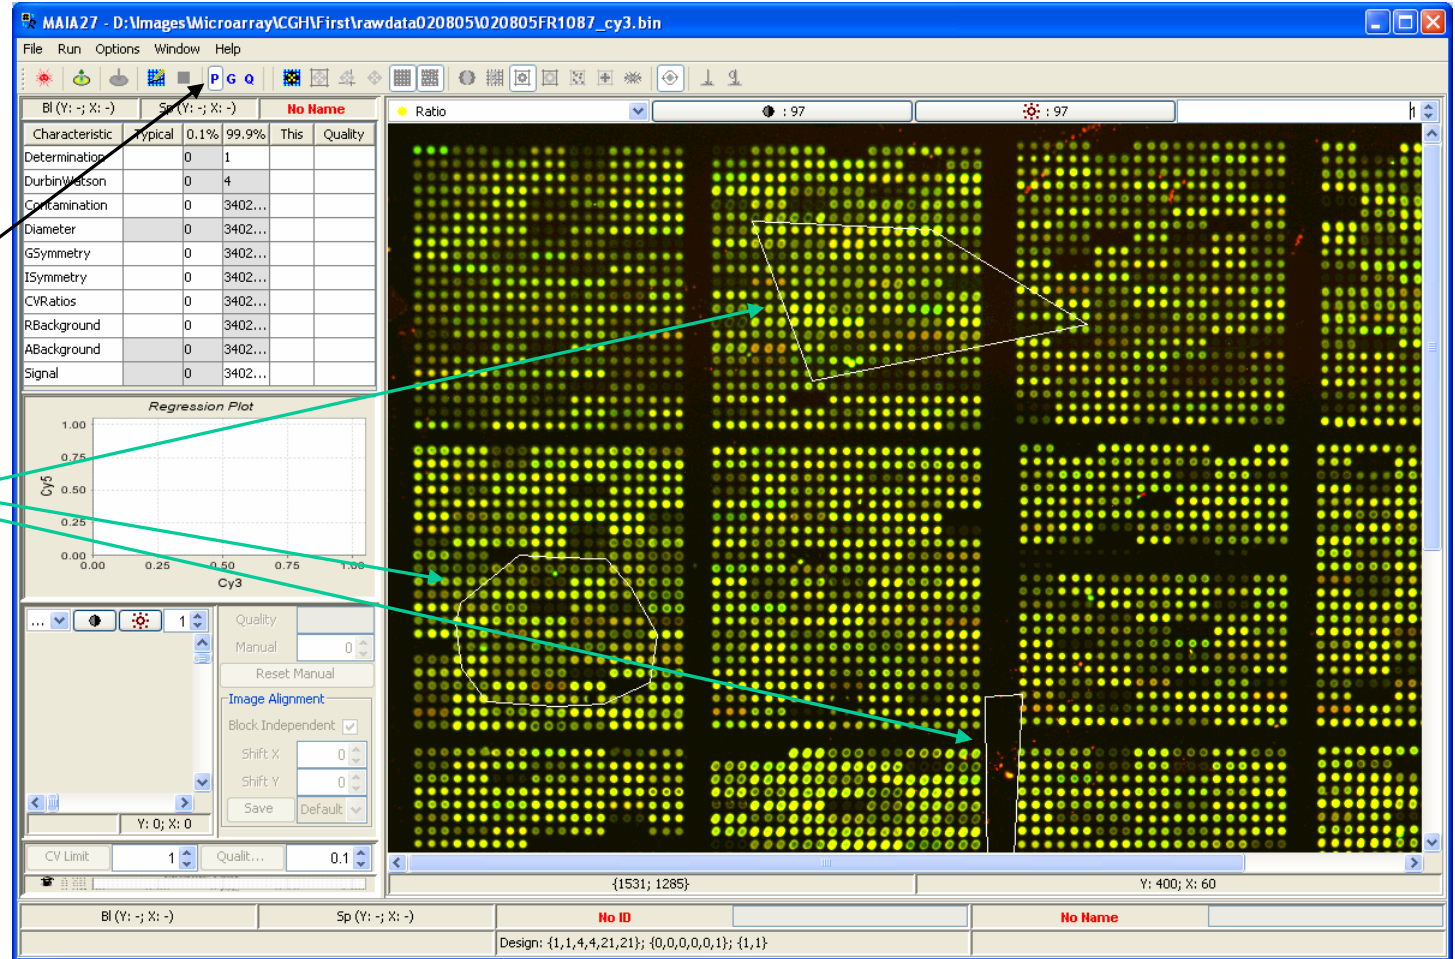 MAIA27 - D:\Images\Microarray\CGH\First\rawdata020805\020805FR1087_cy3.bin
File Run Options Window Help
P G Q
Bl (Y: -; X: -) Sp (Y: -; X: -) No Name
Ratio : 97 : 97 1
Characteristic Typical 0.1% 99.9% This Quality
Determination 0 1
DurbinWatson 0 4
Contamination 0 3402...
Diameter 0 3402...
GSymmetry 0 3402...
ISymmetry 0 3402...
CVRatios 0 3402...
RBackground 0 3402...
ABackground 0 3402...
Signal 0 3402...
Regression Plot
1.00
0.75
0.50
0.25
0.00
Cy5
0.00 0.25 0.50 0.75 1.00
Cy3
... 1
Quality
Manual 0
Reset Manual
Image Alignment
Block Independent
Shift X 0
Shift Y 0
Save Default
Y: 0; X: 0
CV Limit 1 Qualit... 0.1
{1531; 1285} Y: 400; X: 60
Bl (Y: -; X: -) Sp (Y: -; X: -) No ID No Name
Design: {1,1,4,4,21,21}; {0,0,0,0,0,1}; {1,1}